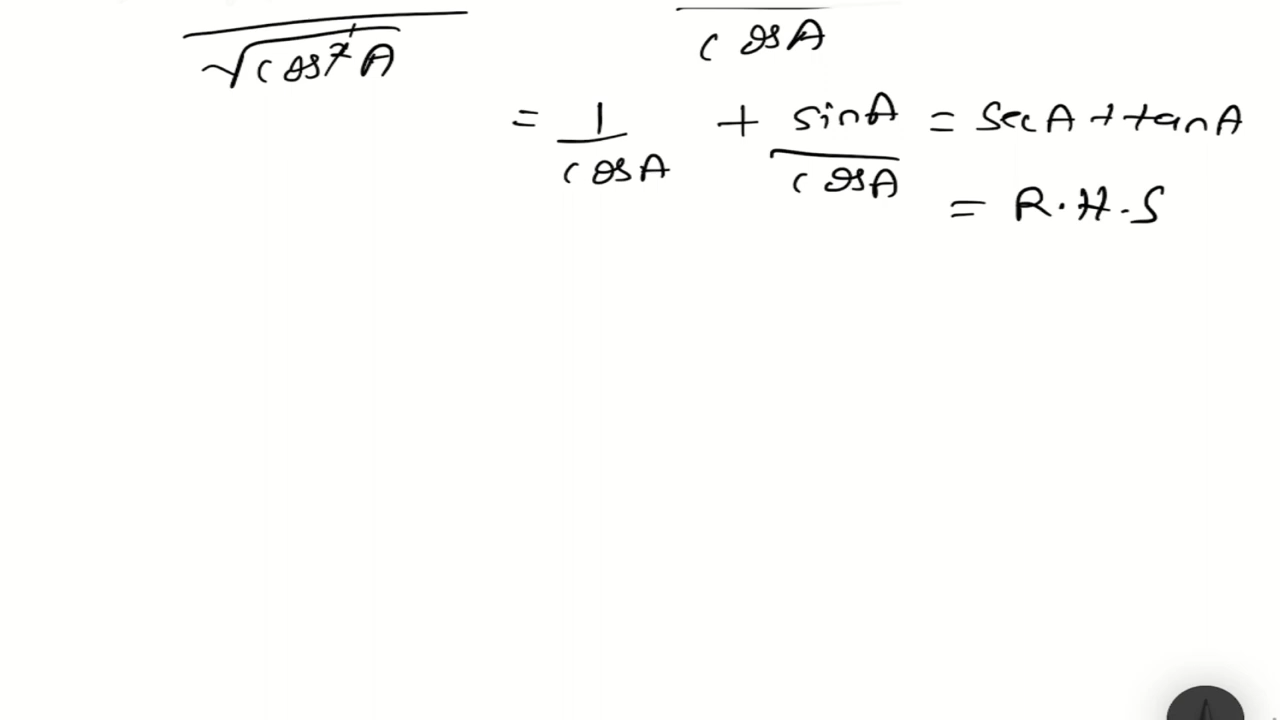 √cos²A cosA
= 1/cosA + sinA/cosA = secA + tanA
= R.H.S